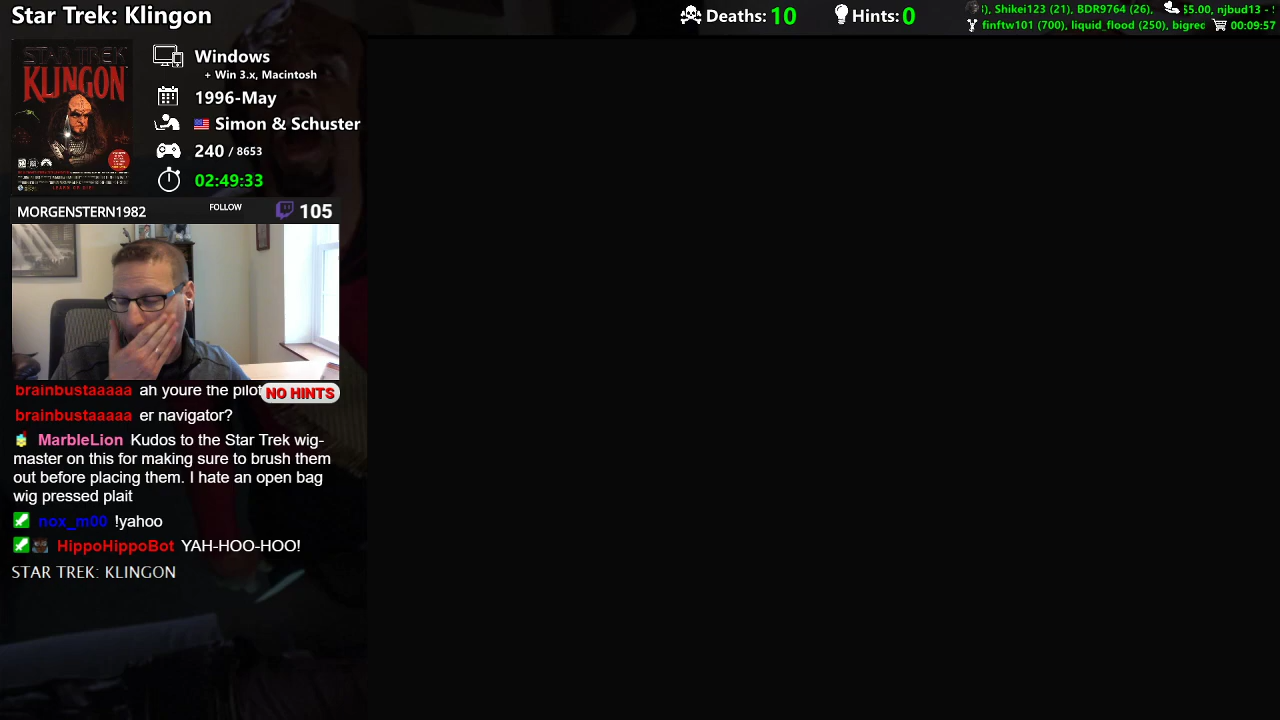 Star Trek: Klingon
Deaths: 10
Hints: 0
3), Shikei123 (21), BDR9764 (26),
$5.00, njbud13 -
finftw101 (700), liquid_flood (250), bigred
00:09:57
STAR TREK
KLINGON
Windows
+ Win 3.x, Macintosh
1996-May
Simon & Schuster
240 / 8653
02:49:33
MORGENSTERN1982
FOLLOW
105
brainbustaaaaa ah youre the pilot
NO HINTS
brainbustaaaaa er navigator?
MarbleLion Kudos to the Star Trek wig-
master on this for making sure to brush them
out before placing them. I hate an open bag
wig pressed plait
nox_m00 !yahoo
HippoHippoBot YAH-HOO-HOO!
STAR TREK: KLINGON